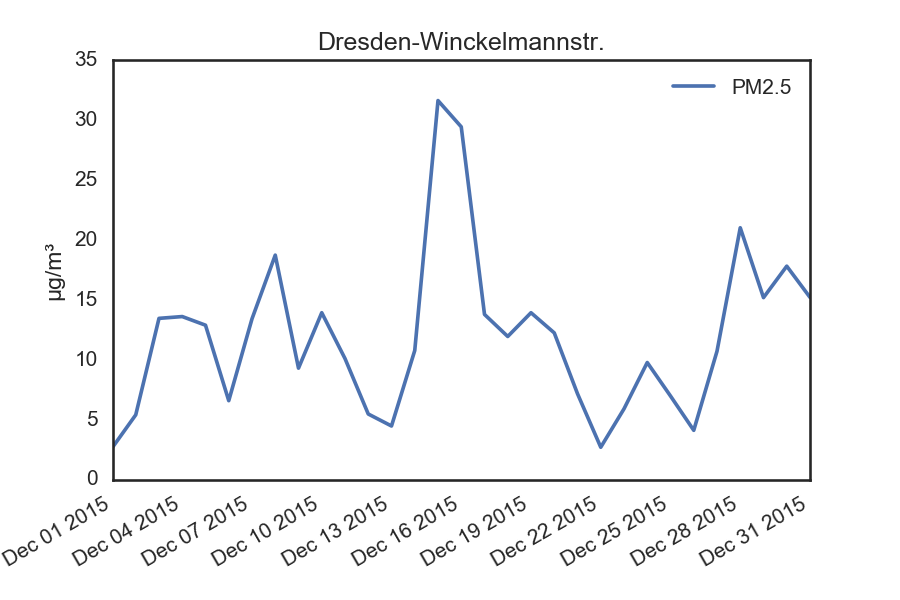 Dresden-Winckelmannstr.
35
PM2.5
30
25
20
µg/m³
15
10
5
0
Dec 01 2015
Dec 04 2015
Dec 07 2015
Dec 10 2015
Dec 13 2015
Dec 16 2015
Dec 19 2015
Dec 22 2015
Dec 25 2015
Dec 28 2015
Dec 31 2015